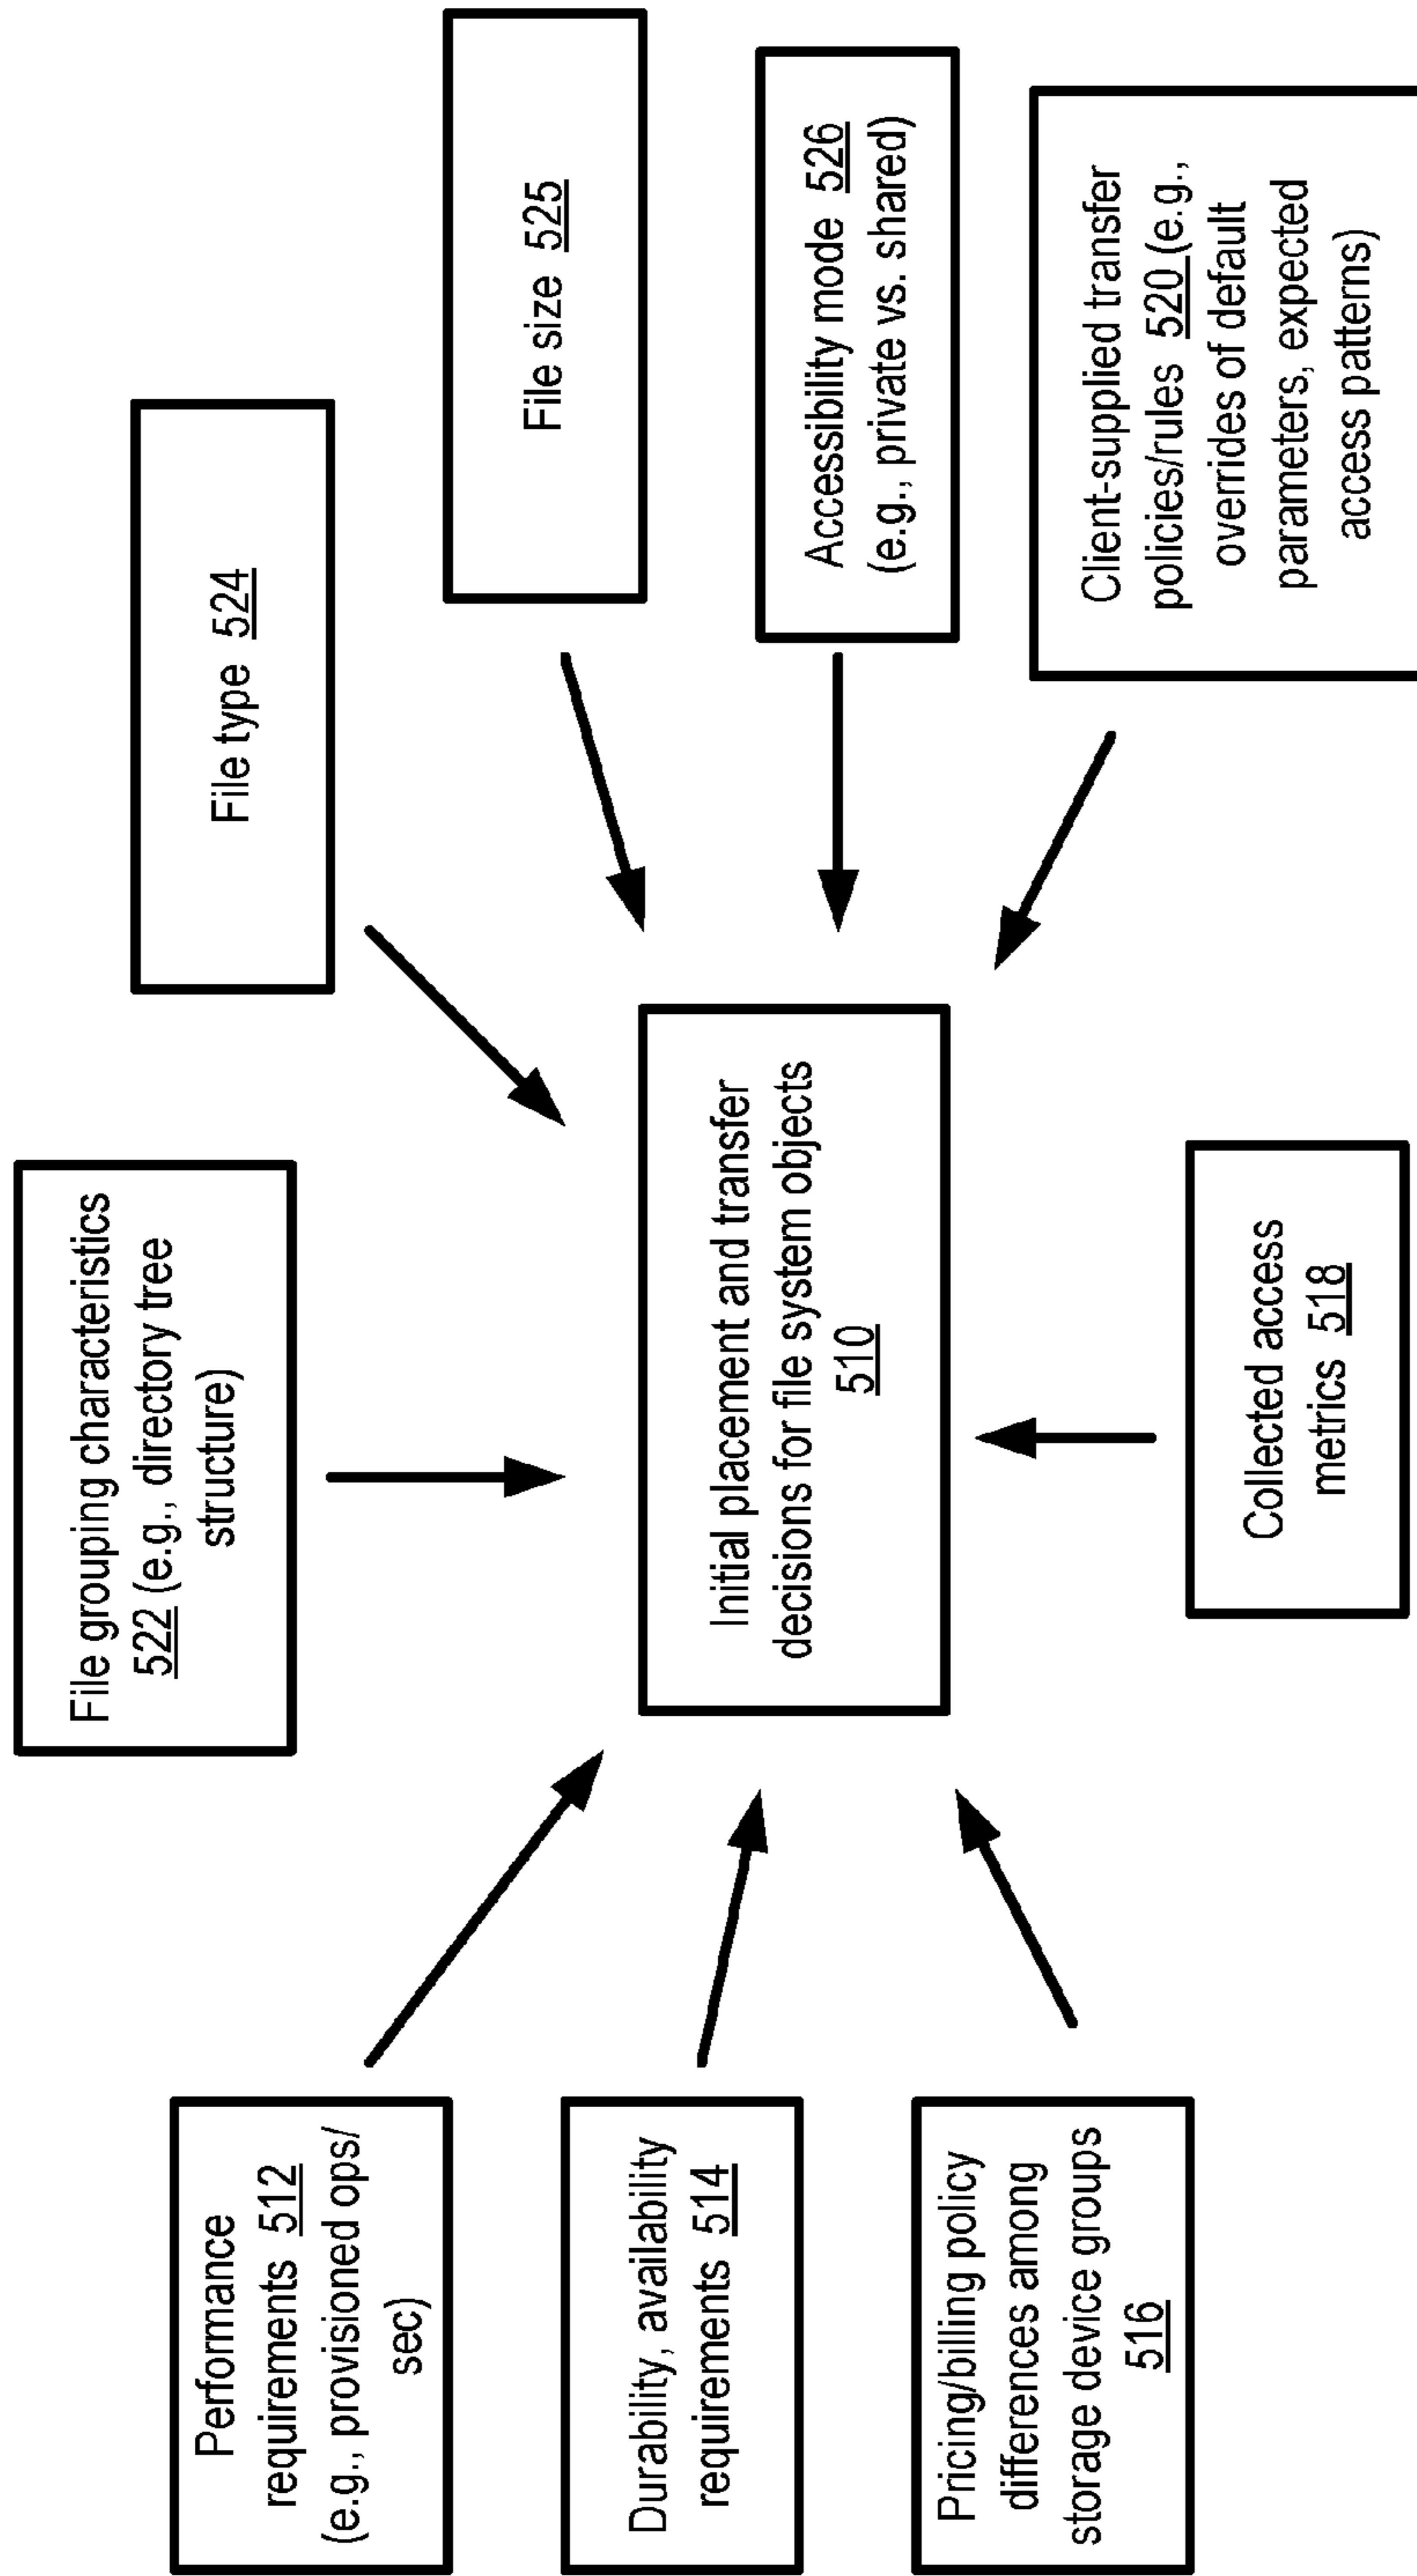 File grouping characteristics
522 (e.g., directory tree
structure)
File type 524
Performance
requirements 512
(e.g., provisioned ops/
sec)
File size 525
Durability, availability
requirements 514
Initial placement and transfer
decisions for file system objects
510
Accessibility mode 526
(e.g., private vs. shared)
Pricing/billing policy
differences among
storage device groups
516
Client-supplied transfer
policies/rules 520 (e.g.,
overrides of default
parameters, expected
access patterns)
Collected access
metrics 518